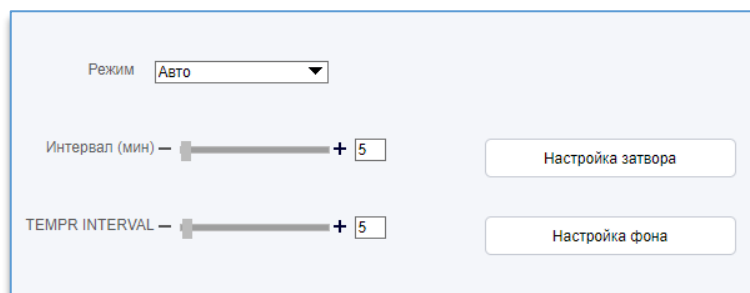 Режим Авто
Интервал (мин) − + 5 Настройка затвора
TEMPR INTERVAL − + 5 Настройка фона